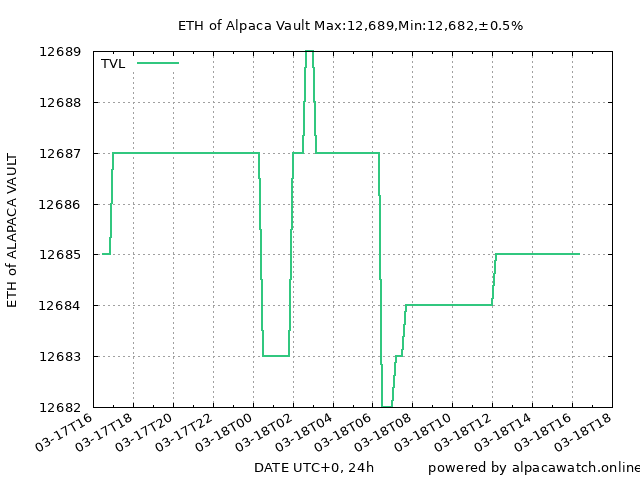 ETH of Alpaca Vault Max:12,689,Min:12,682,±0.5%
TVL
12689
12688
12687
12686
12685
12684
12683
12682
ETH of ALAPACA VAULT
03-17T16
03-17T18
03-17T20
03-17T22
03-18T00
03-18T02
03-18T04
03-18T06
03-18T08
03-18T10
03-18T12
03-18T14
03-18T16
03-18T18
DATE UTC+0, 24h
powered by alpacawatch.online